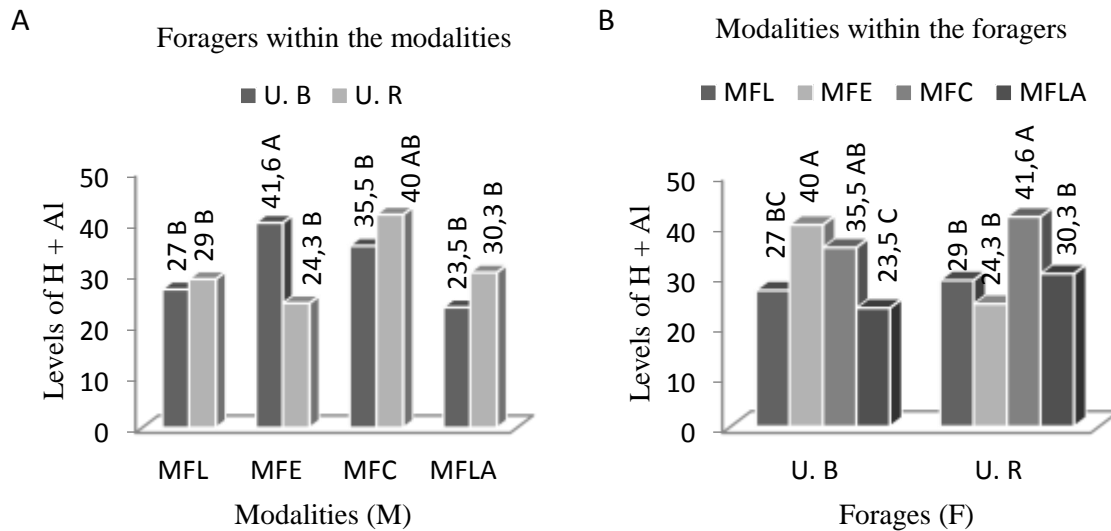 A
Foragers within the modalities
U. B U. R
Levels of H + Al
50
40
30
20
10
0
27 B
29 B
41,6 A
24,3 B
35,5 B
40 AB
23,5 B
30,3 B
MFL MFE MFC MFLA
Modalities (M)
B
Modalities within the foragers
MFL MFE MFC MFLA
Levels of H + Al
50
40
30
20
10
0
27 BC
40 A
35,5 AB
23,5 C
29 B
24,3 B
41,6 A
30,3 B
U. B U. R
Forages (F)